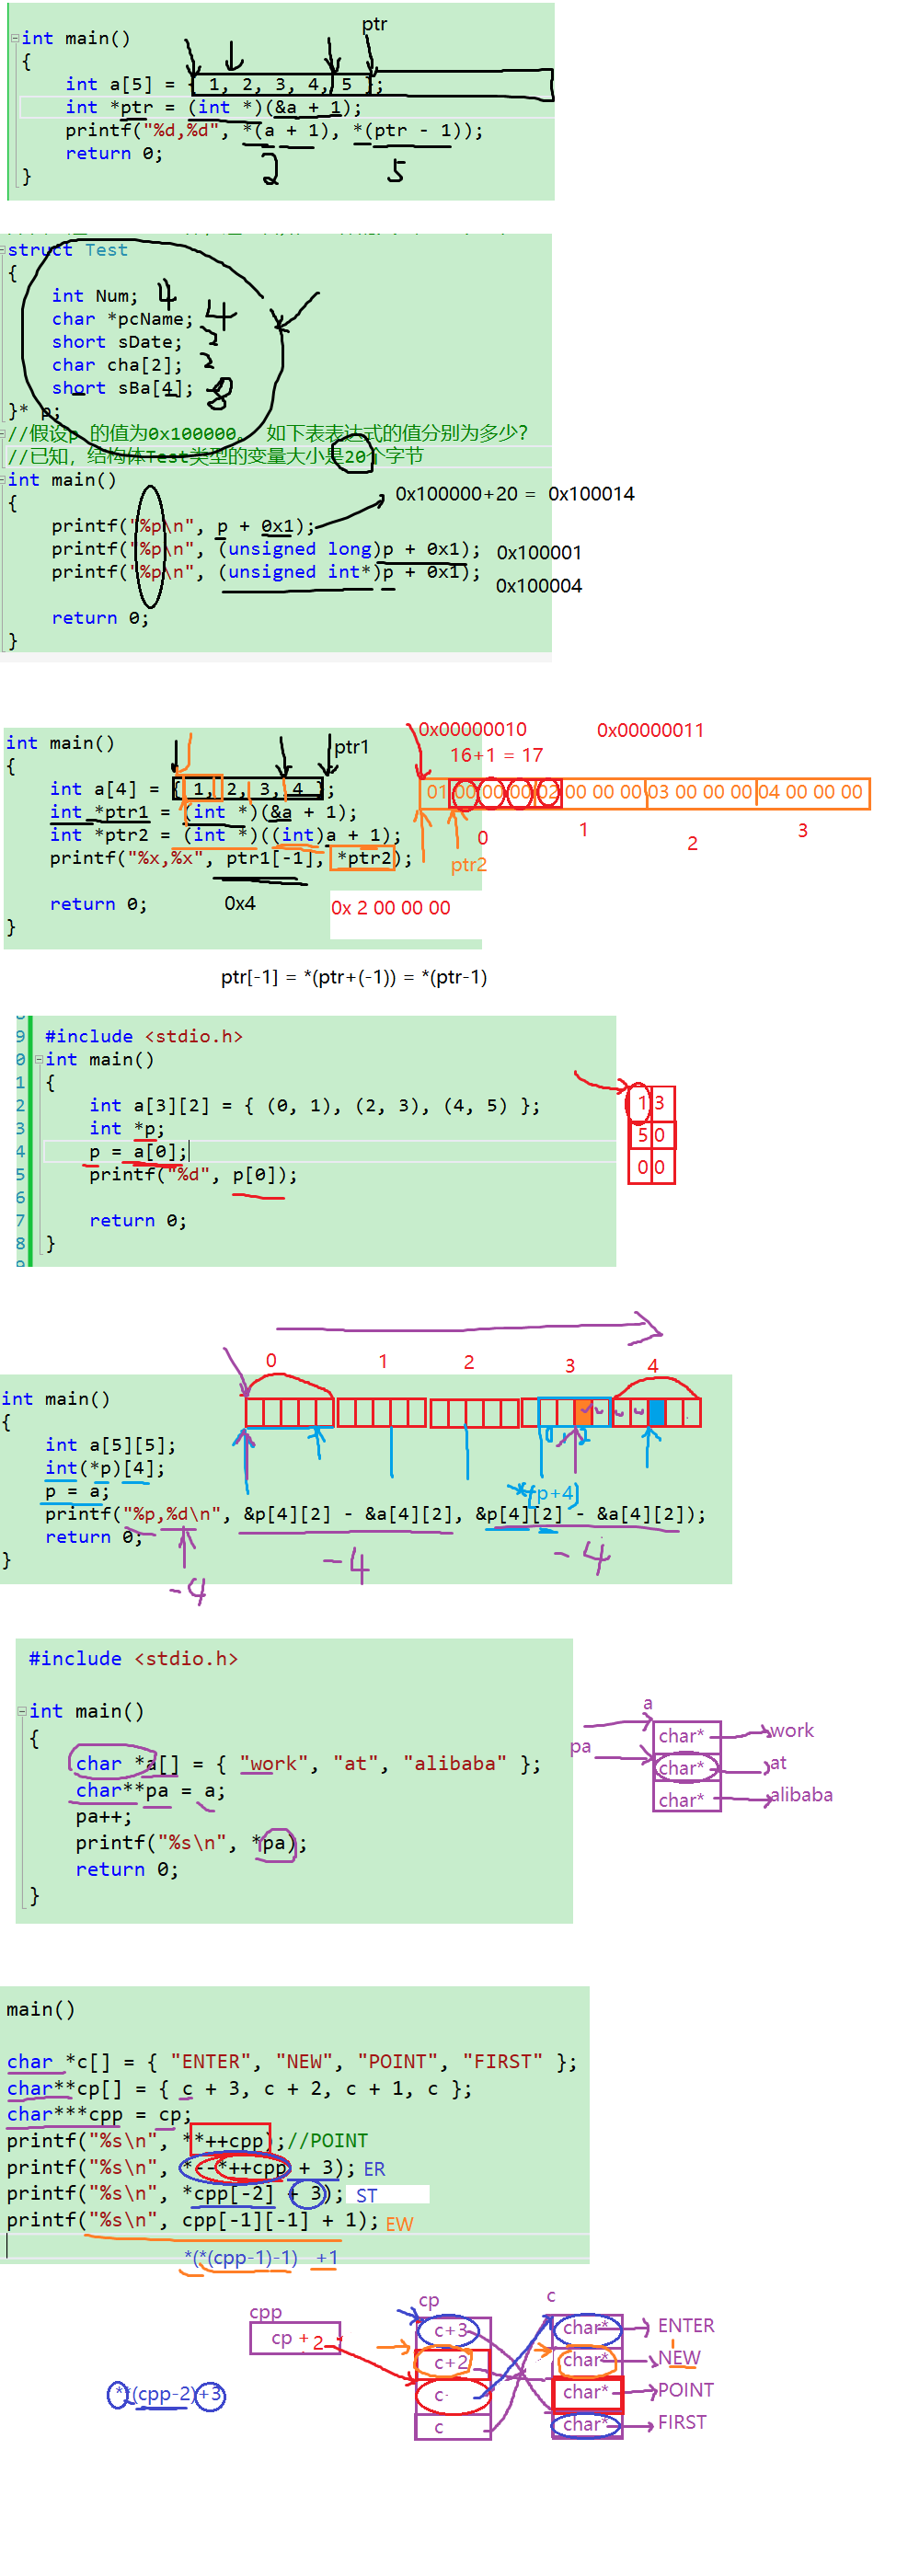 ptr
int main()
{
int a[5] = { 1, 2, 3, 4, 5 };
int *ptr = (int *)(&a + 1);
printf("%d,%d", *(a + 1), *(ptr - 1));
return 0;
}
2 5
struct Test
{
int Num; 4
char *pcName; 4
short sDate; 2
char cha[2]; 2
short sBa[4]; 8
}* p;
//假设p 的值为0x100000。 如下表表达式的值分别为多少?
//已知，结构体Test类型的变量大小是20个字节
int main()
{
0x100000+20 = 0x100014
printf("%p\n", p + 0x1);
printf("%p\n", (unsigned long)p + 0x1); 0x100001
printf("%p\n", (unsigned int*)p + 0x1); 0x100004
return 0;
}
0x00000010 0x00000011
int main() ptr1 16+1 = 17
{
int a[4] = { 1, 2, 3, 4 }; 01 00 00 00 02 00 00 00 03 00 00 00 04 00 00 00
int *ptr1 = (int *)(&a + 1);
int *ptr2 = (int *)((int)a + 1); 0 1 2 3
printf("%x,%x", ptr1[-1], *ptr2); ptr2
return 0; 0x4 0x 2 00 00 00
}
ptr[-1] = *(ptr+(-1)) = *(ptr-1)
9 #include <stdio.h>
0 int main()
1 {
2 int a[3][2] = { (0, 1), (2, 3), (4, 5) }; 1 3
3 int *p; 5 0
4 p = a[0];
5 printf("%d", p[0]); 0 0
6
7 return 0;
8 }
9
0 1 2 3 4
int main()
{
int a[5][5];
int(*p)[4];
p = a; *(p+4)
printf("%p,%d\n", &p[4][2] - &a[4][2], &p[4][2] - &a[4][2]);
return 0;
}
-4 -4 -4
#include <stdio.h>
int main() a
{ char* work
pa
char *a[] = { "work", "at", "alibaba" }; char* at
char**pa = a; char* alibaba
pa++;
printf("%s\n", *pa);
return 0;
}
main()
char *c[] = { "ENTER", "NEW", "POINT", "FIRST" };
char**cp[] = { c + 3, c + 2, c + 1, c };
char***cpp = cp;
printf("%s\n", **++cpp);//POINT
printf("%s\n", *--*++cpp + 3); ER
printf("%s\n", *cpp[-2] + 3); ST
printf("%s\n", cpp[-1][-1] + 1); EW
*(*(cpp-1)-1) +1
cpp cp c
cp + 2 c+3 char* ENTER
c+2 char* NEW
**(cpp-2)+3 c char* POINT
c char* FIRST